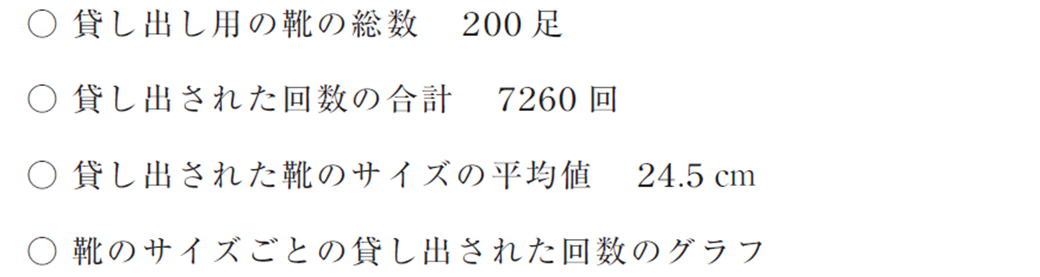 ○ 貸し出し用の靴の総数　200 足
○ 貸し出された回数の合計　7260 回
○ 貸し出された靴のサイズの平均値　24.5 cm
○ 靴のサイズごとの貸し出された回数のグラフ